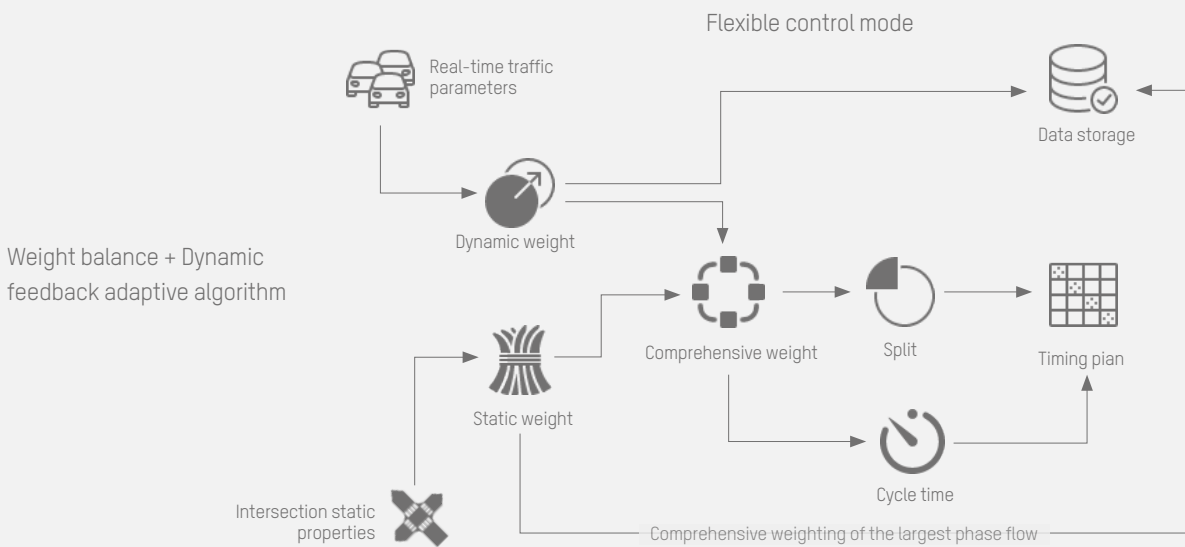 Flexible control mode
Real-time traffic
parameters
Data storage
Dynamic weight
Weight balance + Dynamic
feedback adaptive algorithm
Comprehensive weight
Split
Timing pian
Static weight
Cycle time
Intersection static
properties
Comprehensive weighting of the largest phase flow